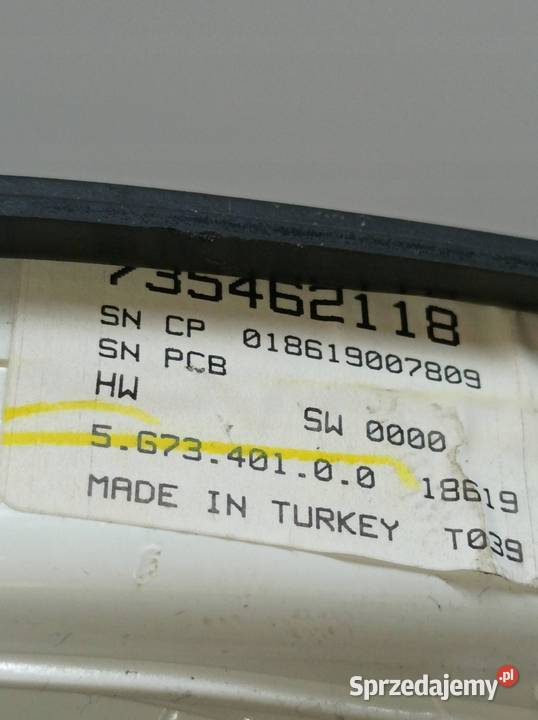 735462118
SN CP 018619007809
SN PCB
HW SW 0000
5.G73.401.0.0 18619
MADE IN TURKEY T039
Sprzedajemy.pl